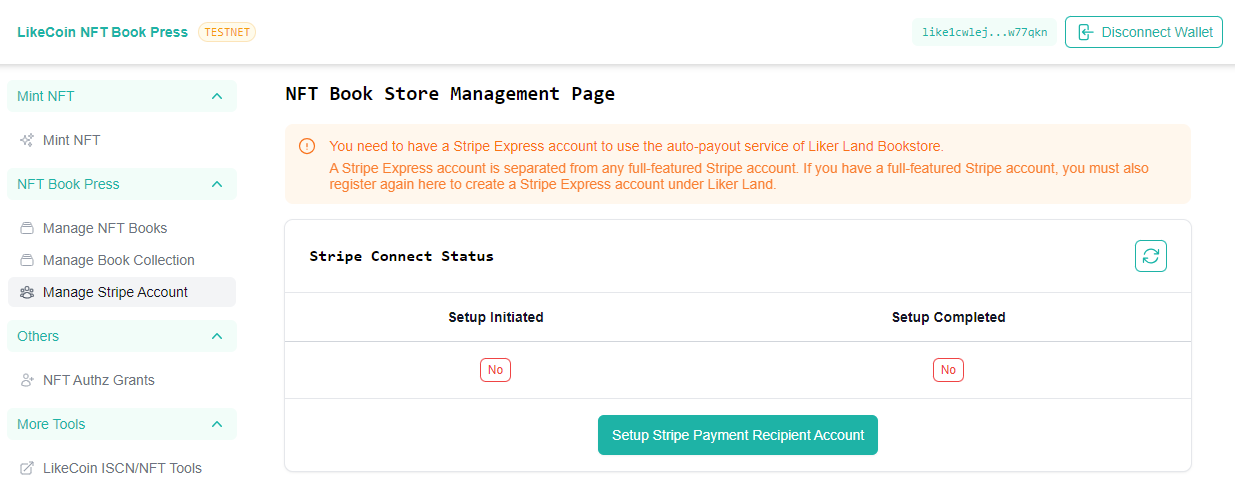 LikeCoin NFT Book Press TESTNET
like1cwlej...w77qkn Disconnect Wallet
Mint NFT
Mint NFT
NFT Book Press
Manage NFT Books
Manage Book Collection
Manage Stripe Account
Others
NFT Authz Grants
More Tools
LikeCoin ISCN/NFT Tools
NFT Book Store Management Page
You need to have a Stripe Express account to use the auto-payout service of Liker Land Bookstore.
A Stripe Express account is separated from any full-featured Stripe account. If you have a full-featured Stripe account, you must also
register again here to create a Stripe Express account under Liker Land.
Stripe Connect Status
Setup Initiated Setup Completed
No No
Setup Stripe Payment Recipient Account